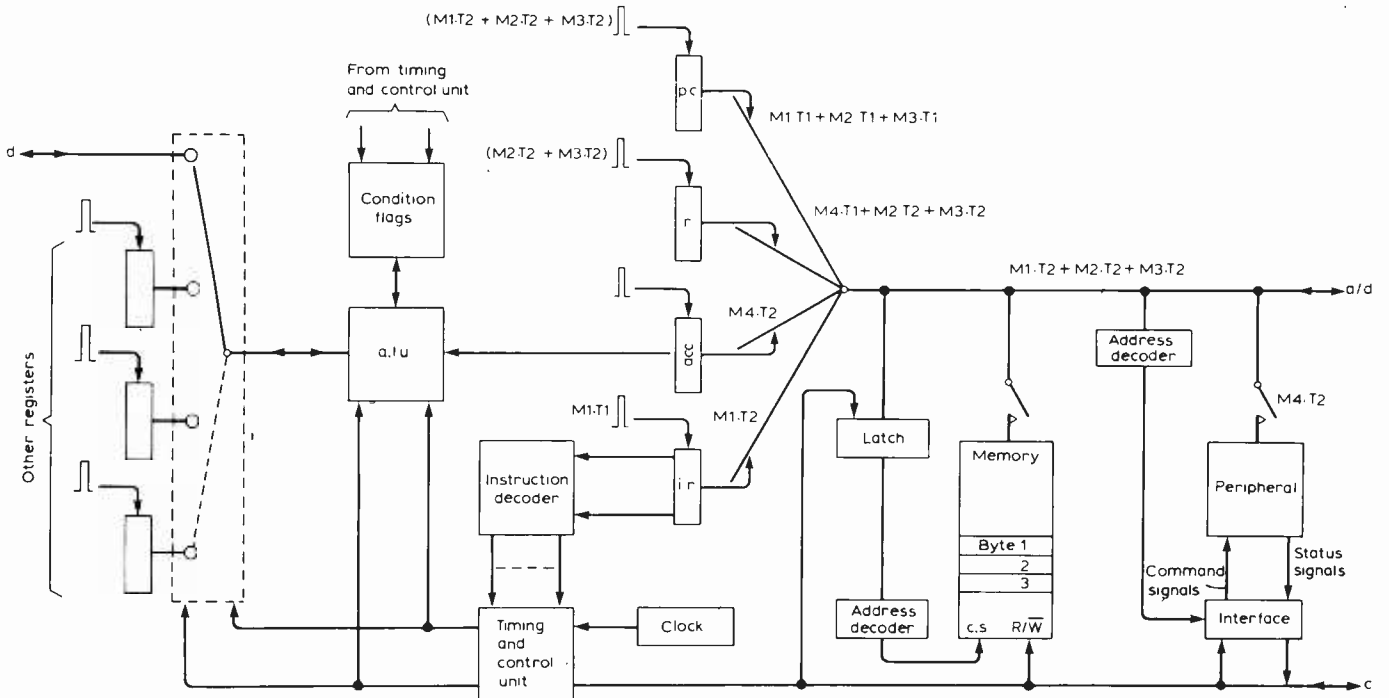 (M1·T2 + M2·T2 + M3·T2)
From timing
and control unit
pc
M1 T1 + M2 T1 + M3·T1
d
(M2·T2 + M3·T2)
Condition
flags
r
M4·T1 + M2 T2 + M3·T2
M1·T2 + M2·T2 + M3·T2
a/d
Other registers
a.l u
acc
M4·T2
Address
decoder
M1·T1
M1·T2
M4·T2
Latch
Memory
Instruction
decoder
i r
Peripheral
Byte 1
2
3
Command
signals
Status
signals
Timing
and
control
unit
Clock
Address
decoder
c.s
R/W̅
Interface
c